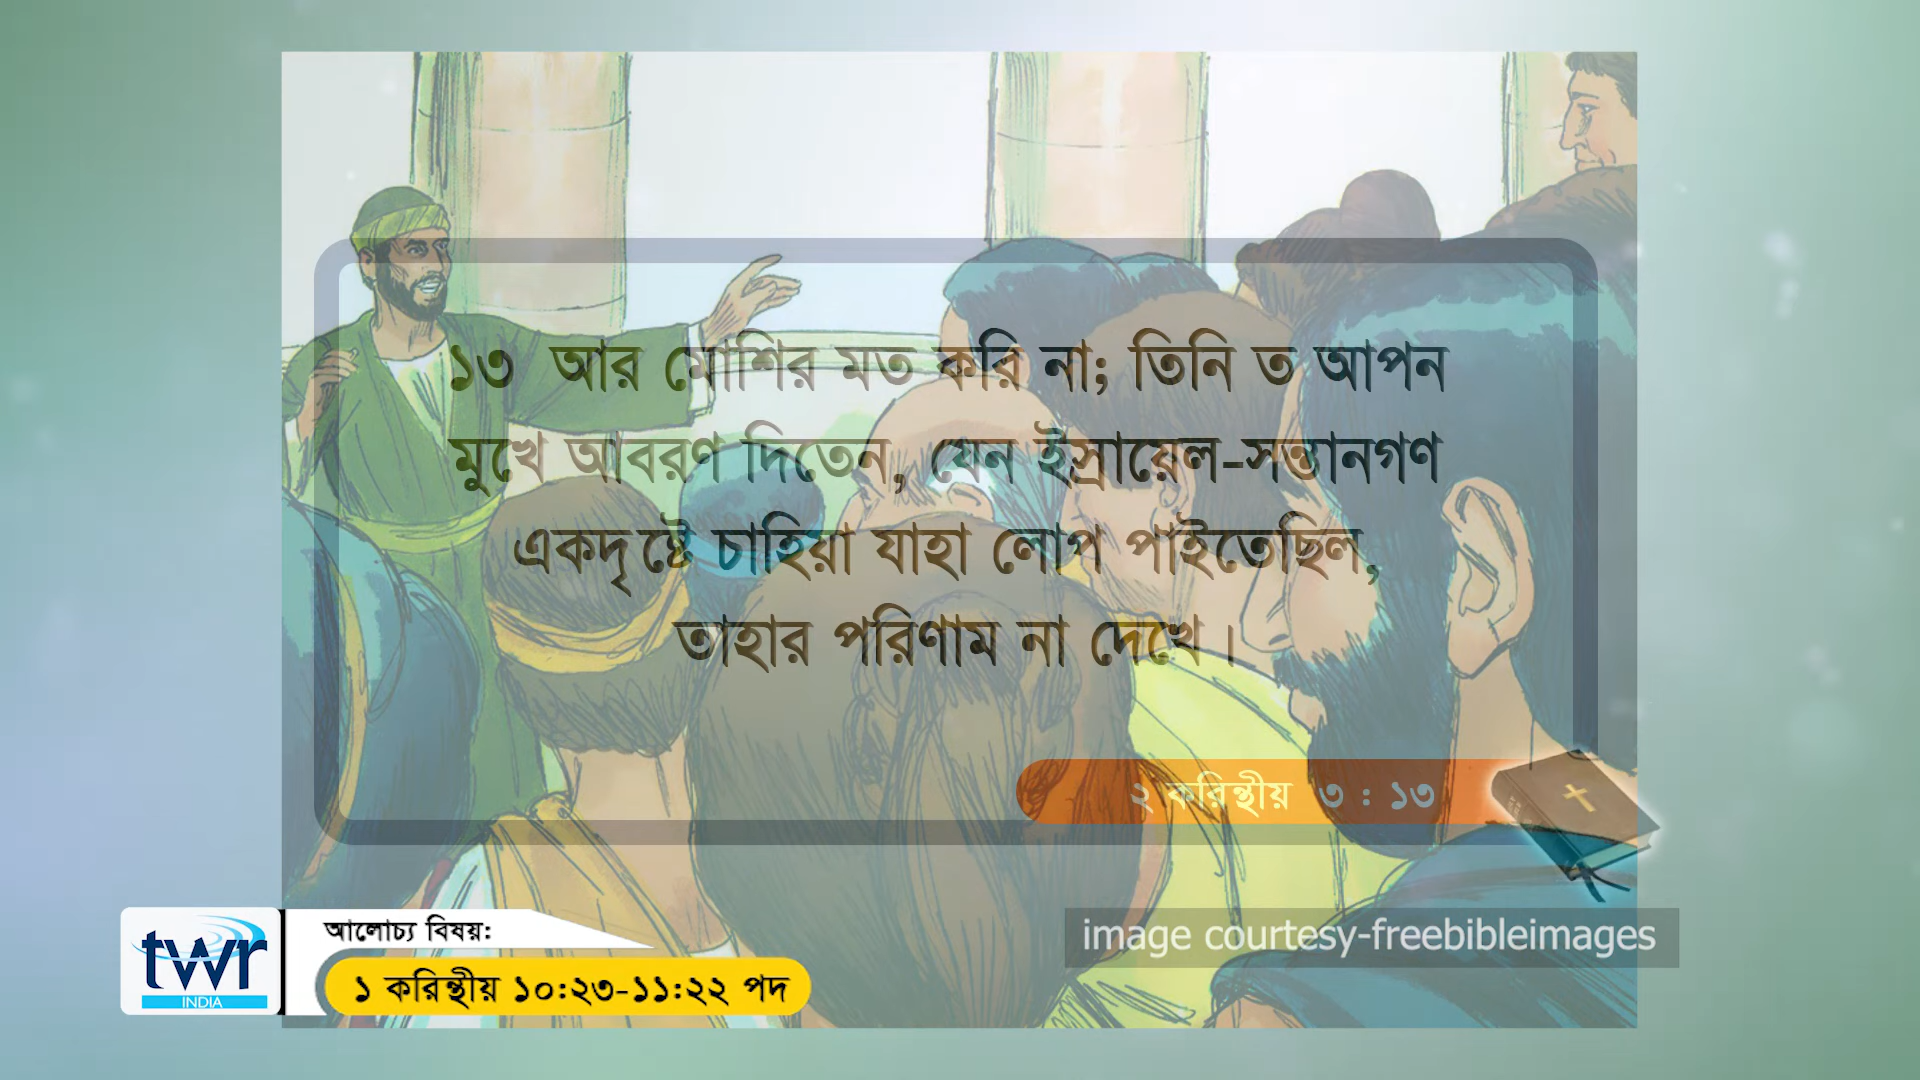 ১৩ আর মোশির মত করি না; তিনি ত আপন
মুখে আবরণ দিতেন, যেন ইস্রায়েল-সন্তানগণ
একদৃষ্টে চাহিয়া যাহা লোপ পাইতেছিল,
তাহার পরিণাম না দেখে।
২ করিন্থীয় ৩ : ১৩
image courtesy-freebibleimages
twr
INDIA
আলোচ্য বিষয়:
১ করিন্থীয় ১০:২৩-১১:২২ পদ